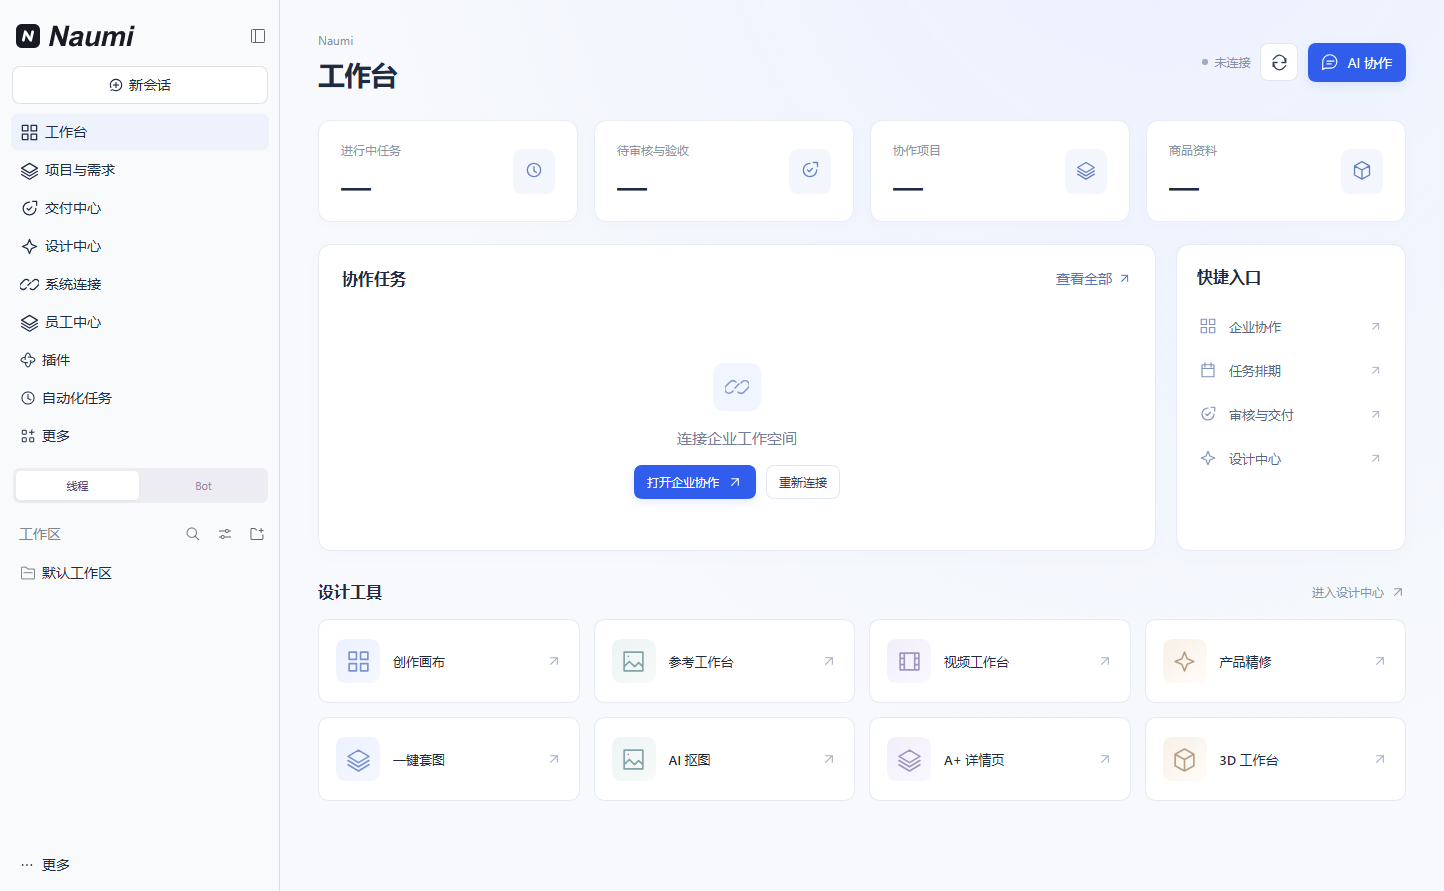 Naumi
新会话
工作台
项目与需求
交付中心
设计中心
系统连接
员工中心
插件
自动化任务
更多
线程
Bot
工作区
默认工作区
更多
Naumi
工作台
未连接
AI 协作
进行中任务
—
待审核与验收
—
协作项目
—
商品资料
—
协作任务
查看全部
连接企业工作空间
打开企业协作
重新连接
快捷入口
企业协作
任务排期
审核与交付
设计中心
设计工具
进入设计中心
创作画布
参考工作台
视频工作台
产品精修
一键套图
AI 抠图
A+ 详情页
3D 工作台